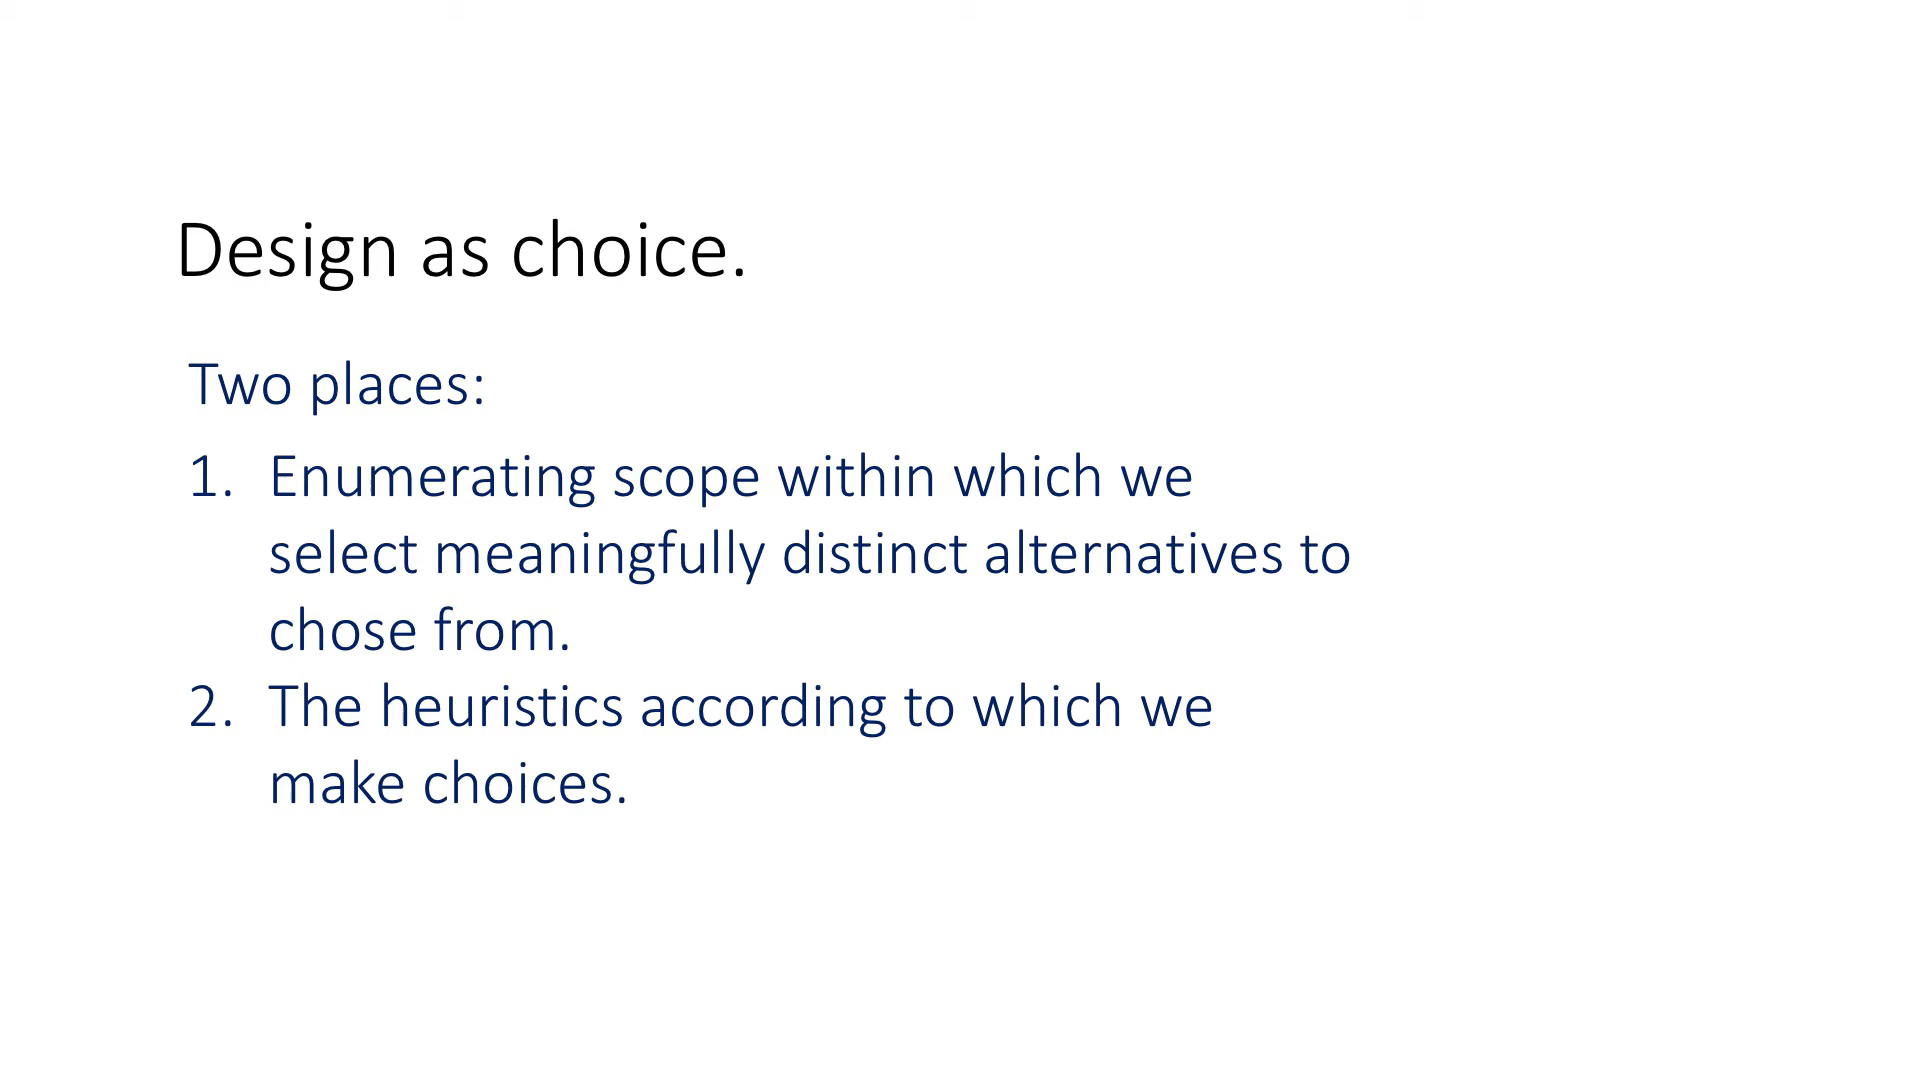 Design as choice.
Two places:
1. Enumerating scope within which we
select meaningfully distinct alternatives to
chose from.
2. The heuristics according to which we
make choices.